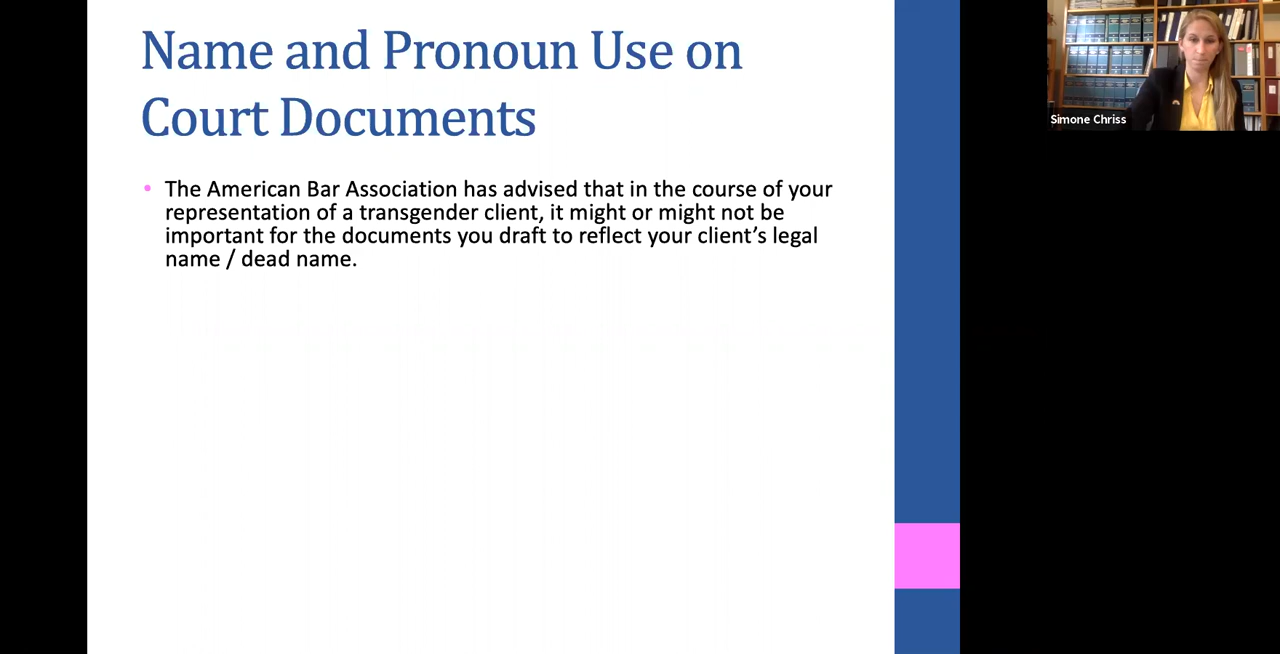 Name and Pronoun Use on
Court Documents
• The American Bar Association has advised that in the course of your
representation of a transgender client, it might or might not be
important for the documents you draft to reflect your client’s legal
name / dead name.
Simone Chriss